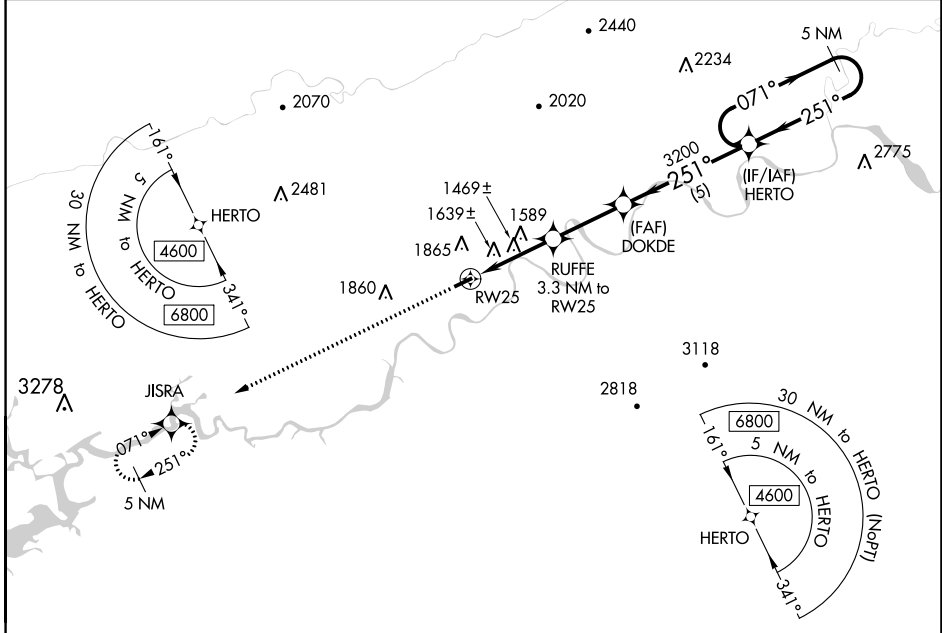 2440
5 NM
2234
2070
2020
071°
251°
2775
3200
251°
(5)
(IF/IAF)
HERTO
161°
30 NM to HERTO
5 NM to HERTO
HERTO
4600
6800
341°
2481
1469 ±
1639 ±
1589
1865
(FAF)
DOKDE
RUFFE
3.3 NM to
RW25
RW25
1860
3278
JISRA
071°
251°
5 NM
3118
2818
30 NM to HERTO (NoPT)
6800
161°
5 NM to HERTO
4600
HERTO
341°